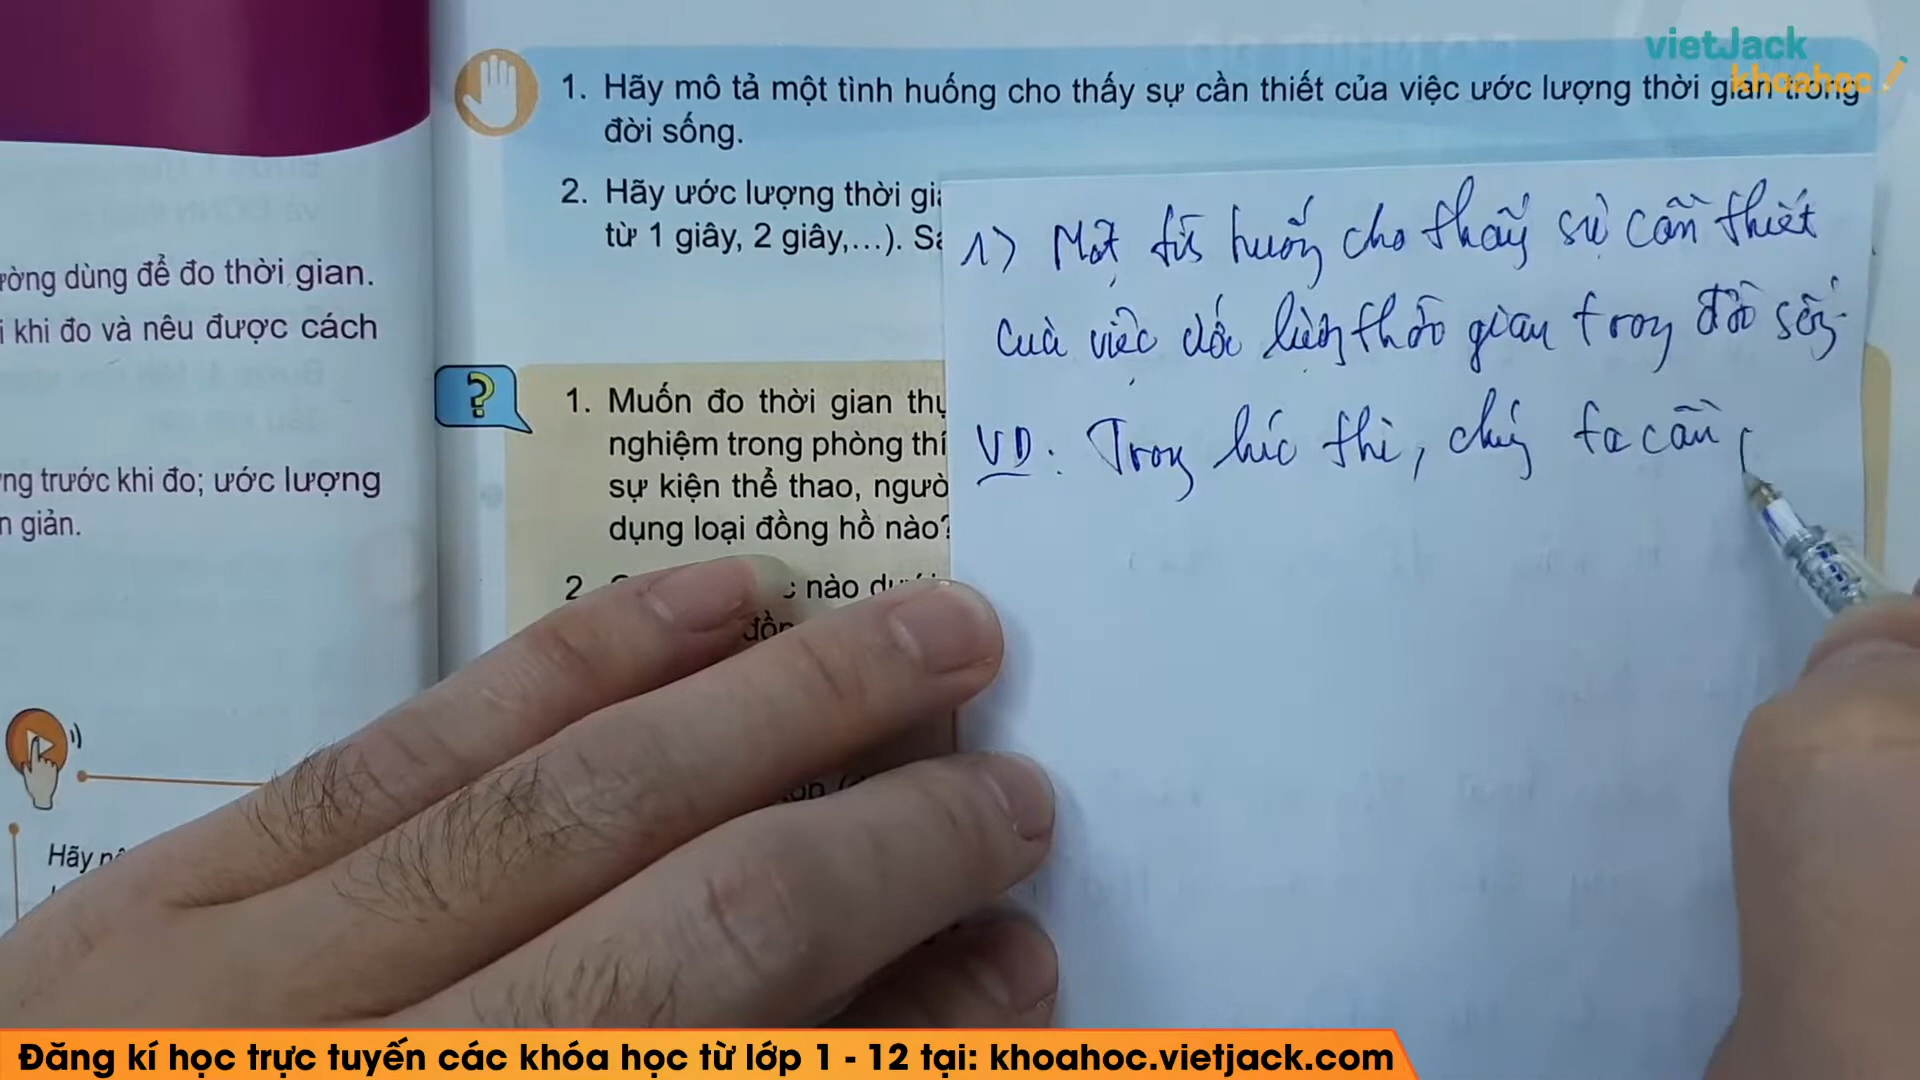 vietJack
khoahoc
1. Hãy mô tả một tình huống cho thấy sự cần thiết của việc ước lượng thời gian trong
đời sống.
2. Hãy ước lượng thời gi
từ 1 giây, 2 giây,...). Sa
ường dùng để đo thời gian.
i khi đo và nêu được cách
ng trước khi đo; ước lượng
n giản.
Hãy n
?
1. Muốn đo thời gian thự
nghiệm trong phòng thí
sự kiện thể thao, ngườ
dụng loại đồng hồ nào?
2
nào dưới
đồn
1) Một tình huống cho thấy sự cần thiết
của việc ước lượng thời gian trong đời sống.
VD: Trong lúc thi, chúng ta cần
Đăng kí học trực tuyến các khóa học từ lớp 1 - 12 tại: khoahoc.vietjack.com